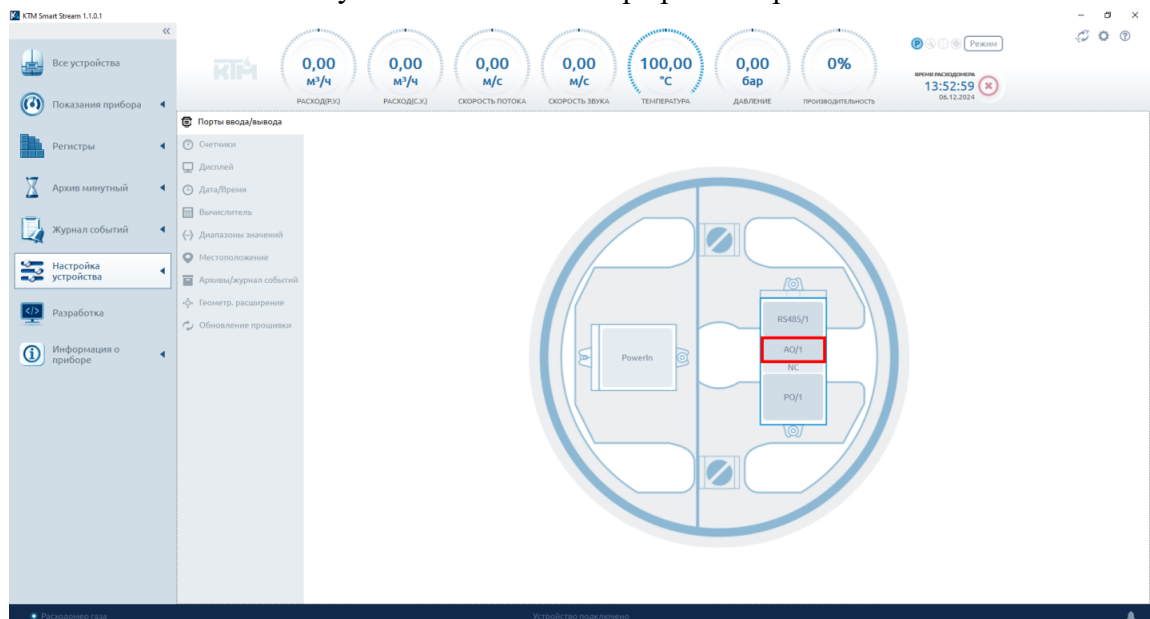 KTM Smart Stream 1.1.0.1
Все устройства
Показания прибора
Регистры
Архив минутный
Журнал событий
Настройка
устройства
Разработка
Информация о
приборе
КТМ
0,00
м³/ч
РАСХОД(Р.У.)
0,00
м³/ч
РАСХОД(С.У.)
0,00
м/с
СКОРОСТЬ ПОТОКА
0,00
м/с
СКОРОСТЬ ЗВУКА
100,00
°C
ТЕМПЕРАТУРА
0,00
бар
ДАВЛЕНИЕ
0%
ПРОИЗВОДИТЕЛЬНОСТЬ
P
Режим
ВРЕМЯ РАСХОДОМЕРА
13:52:59
06.12.2024
Порты ввода/вывода
Счетчики
Дисплей
Дата/Время
Вычислитель
Диапазоны значений
Местоположение
Архивы/журнал событий
Геометр. расширение
Обновление прошивки
PowerIn
RS485/1
AO/1
NC
PO/1
Расходомер газа
Устройство подключено